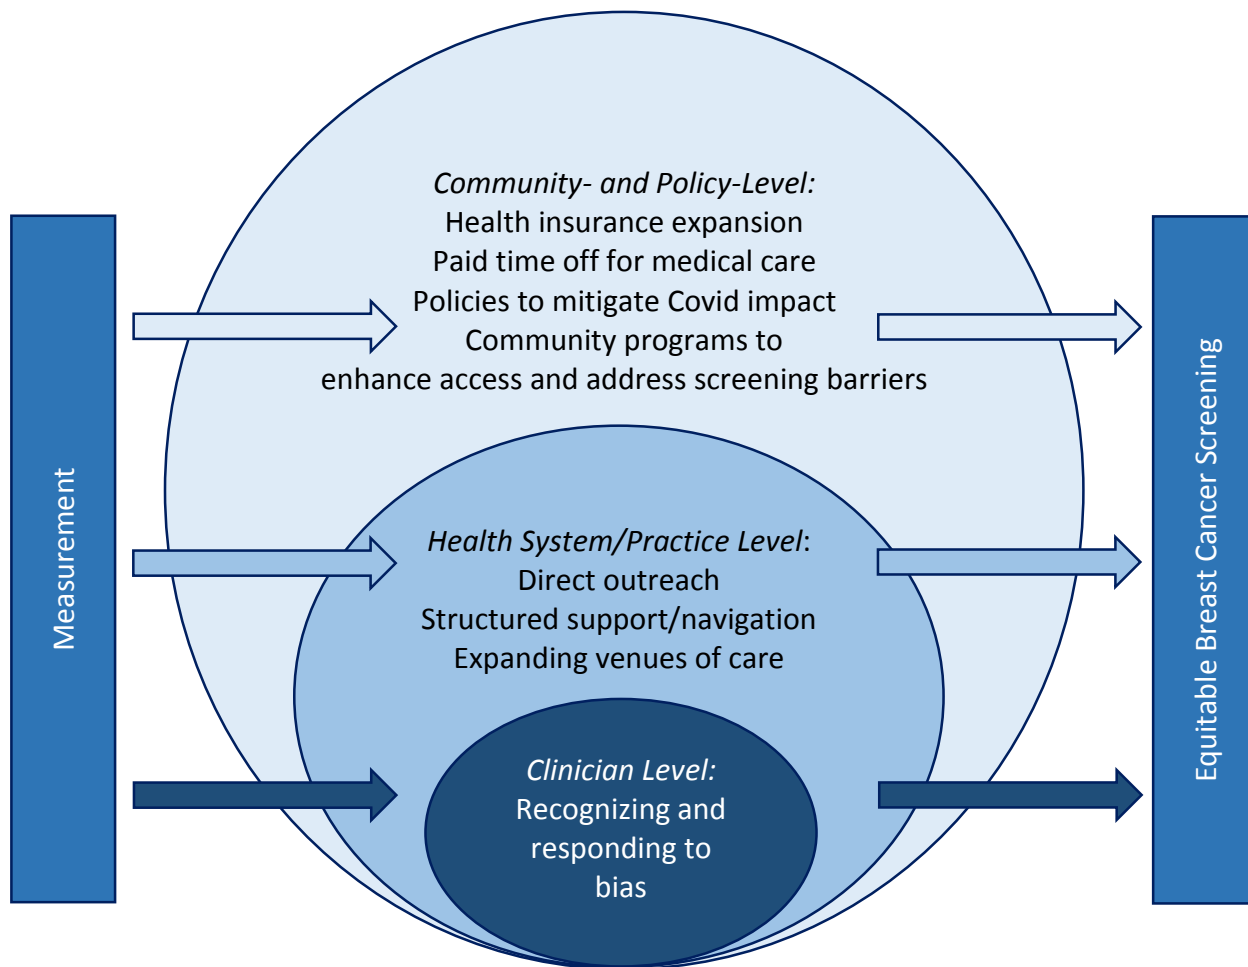 Measurement
Community- and Policy-Level:
Health insurance expansion
Paid time off for medical care
Policies to mitigate Covid impact
Community programs to
enhance access and address screening barriers
Health System/Practice Level:
Direct outreach
Structured support/navigation
Expanding venues of care
Clinician Level:
Recognizing and
responding to
bias
Equitable Breast Cancer Screening